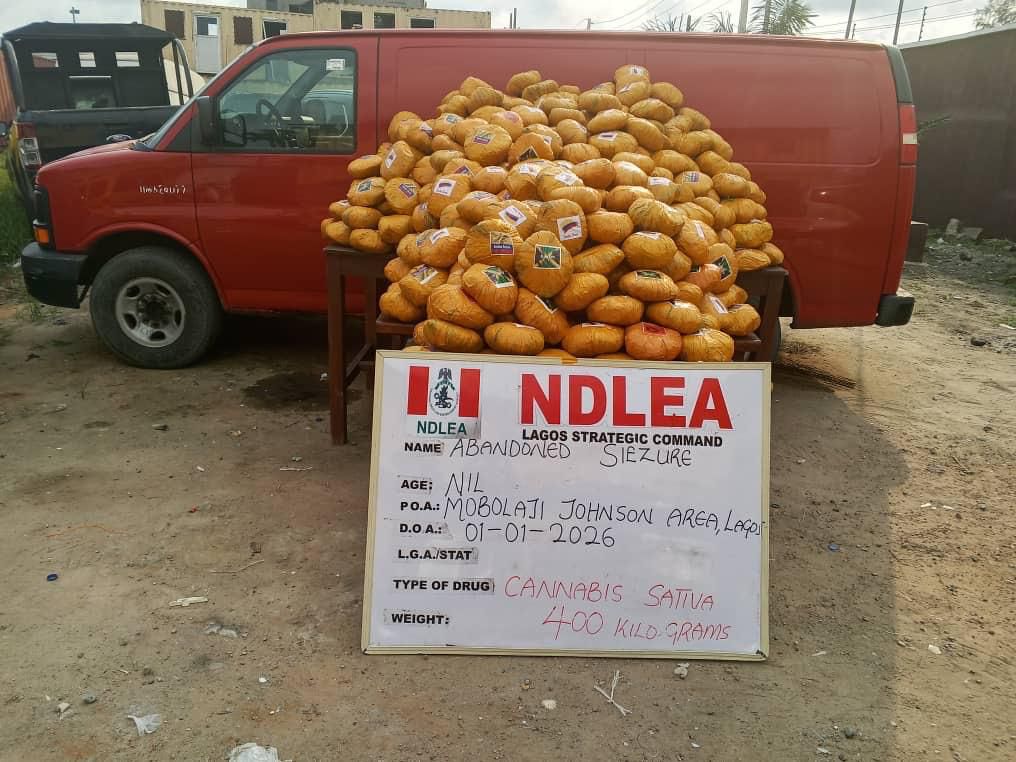 NDLEA
NDLEA
LAGOS STRATEGIC COMMAND
NAME ABANDONED SIEZURE
AGE: NIL
P.O.A.: MOBOLAJI JOHNSON AREA, LAGOS
D.O.A.: 01-01-2026
L.G.A./STAT
TYPE OF DRUG CANNABIS SATIVA
WEIGHT: 400 KILO-GRAMS